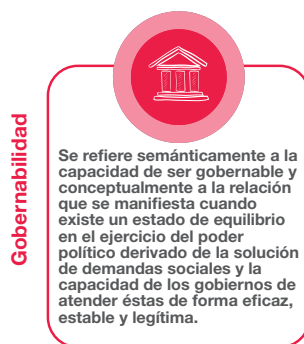 Gobernabilidad
Se refiere semánticamente a la
capacidad de ser gobernable y
conceptualmente a la relación
que se manifiesta cuando
existe un estado de equilibrio
en el ejercicio del poder
político derivado de la solución
de demandas sociales y la
capacidad de los gobiernos de
atender éstas de forma eficaz,
estable y legítima.